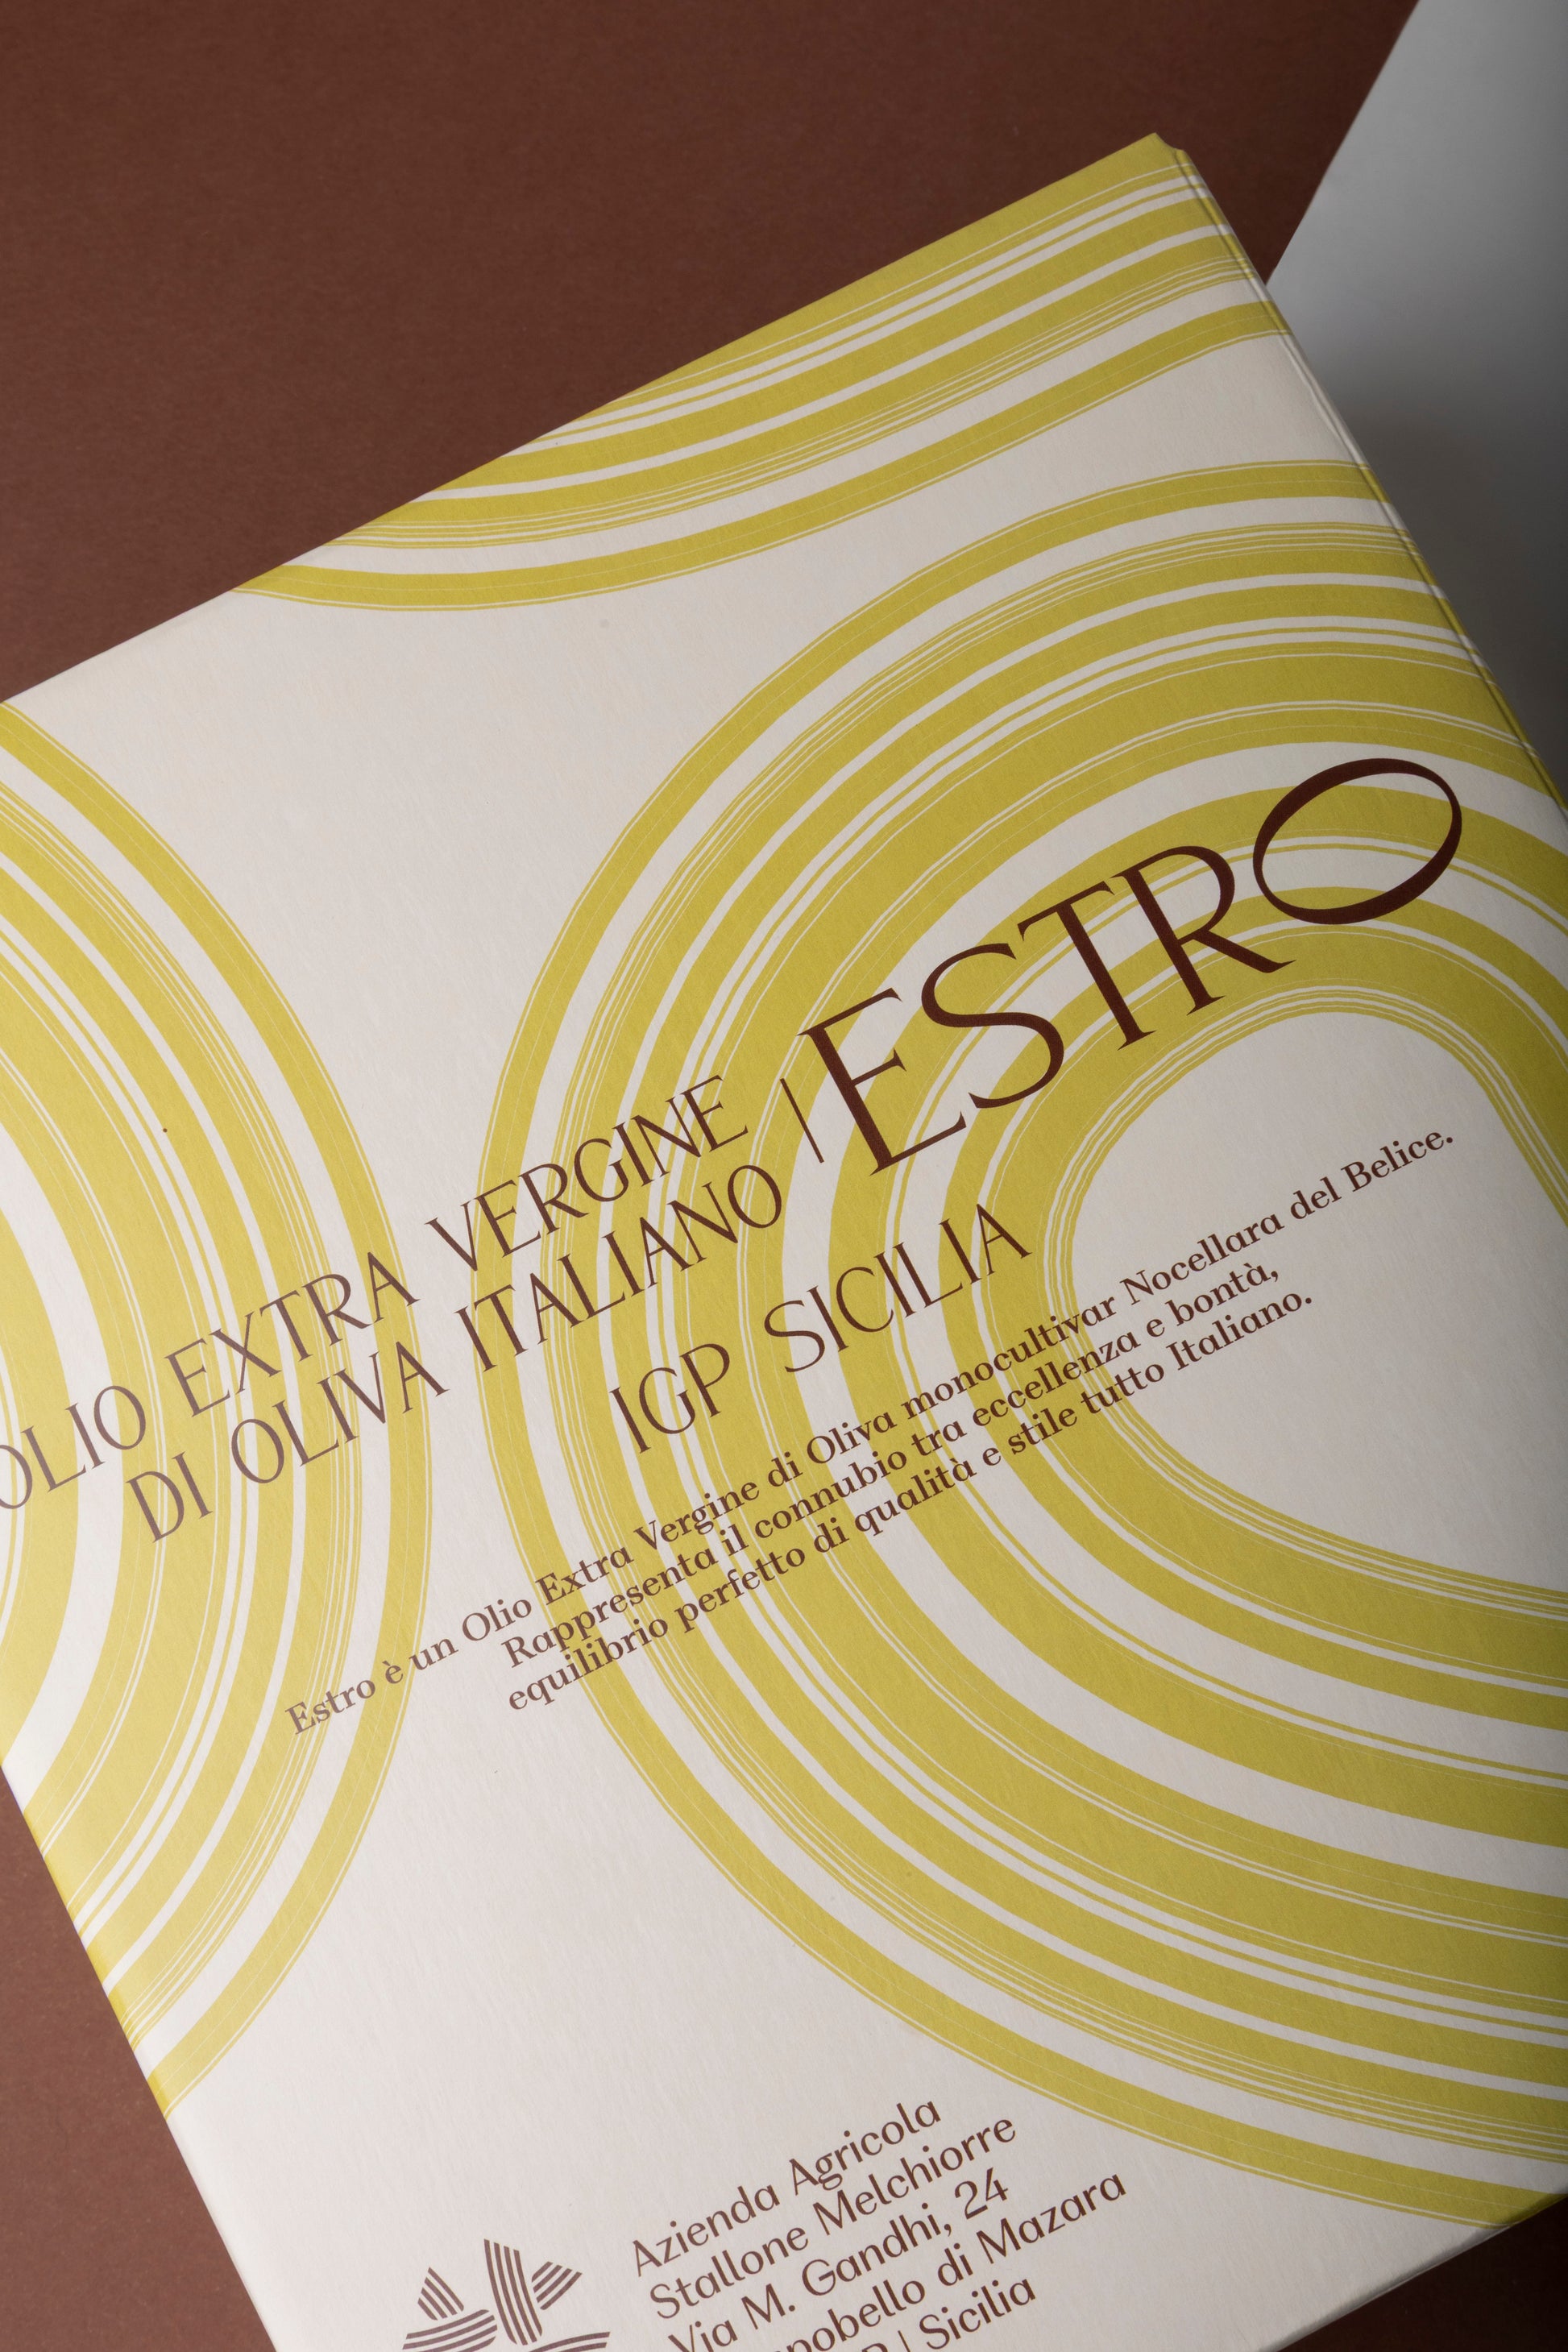 OLIO EXTRA VERGINE
DI OLIVA ITALIANO
| ESTRO
IGP SICILIA
Estro è un Olio Extra Vergine di Oliva monocultivar Nocellara del Belice.
Rappresenta il connubio tra eccellenza e bontà,
equilibrio perfetto di qualità e stile tutto Italiano.
Azienda Agricola
Stallone Melchiorre
Via M. Gandhi, 24
di Mazara
| Sicilia